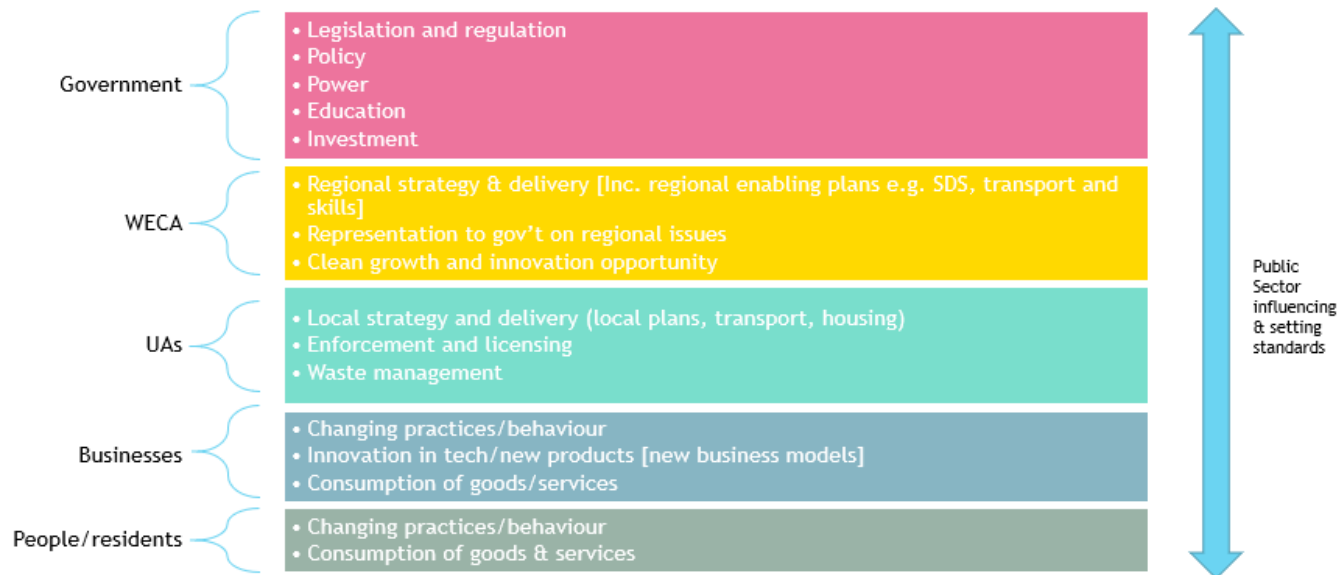 Government
• Legislation and regulation
• Policy
• Power
• Education
• Investment
WECA
• Regional strategy & delivery [Inc. regional enabling plans e.g. SDS, transport and
skills]
• Representation to gov't on regional issues
• Clean growth and innovation opportunity
UAs
• Local strategy and delivery (local plans, transport, housing)
• Enforcement and licensing
• Waste management
Businesses
• Changing practices/behaviour
• Innovation in tech/new products [new business models]
• Consumption of goods/services
People/residents
• Changing practices/behaviour
• Consumption of goods & services
Public
Sector
influencing
& setting
standards